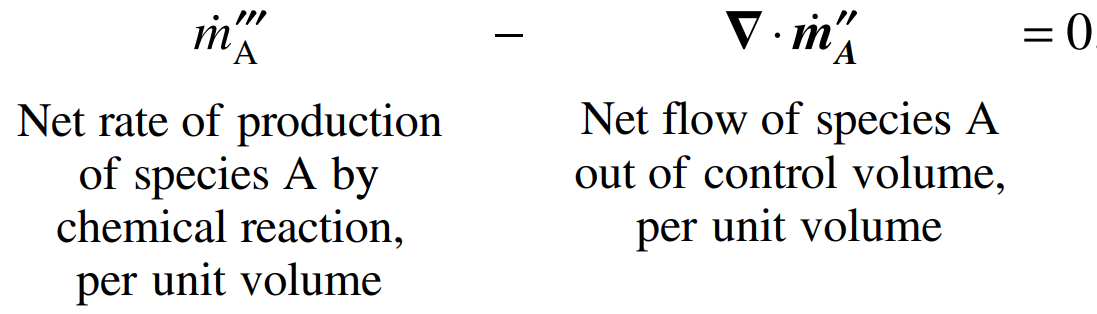 ṁ‴_A − ∇ · ṁ″_A = 0.
Net rate of production
of species A by
chemical reaction,
per unit volume
Net flow of species A
out of control volume,
per unit volume